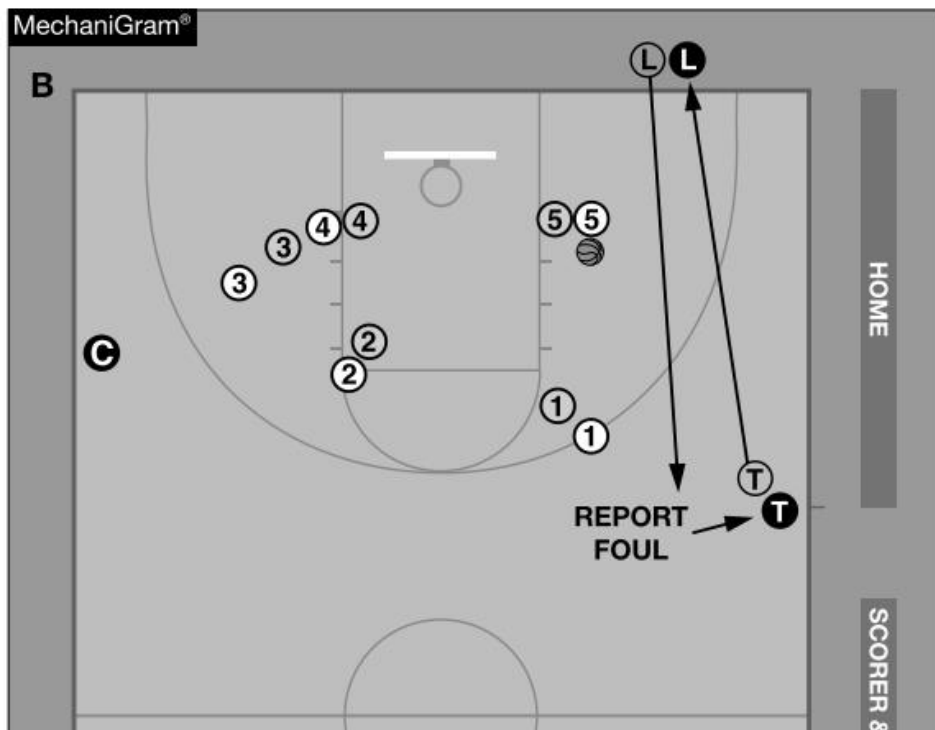 MechaniGram®
B
L L
4 4
5 5
3
3
2
2
C
1
1
T
T
REPORT
FOUL
HOME
SCORER &